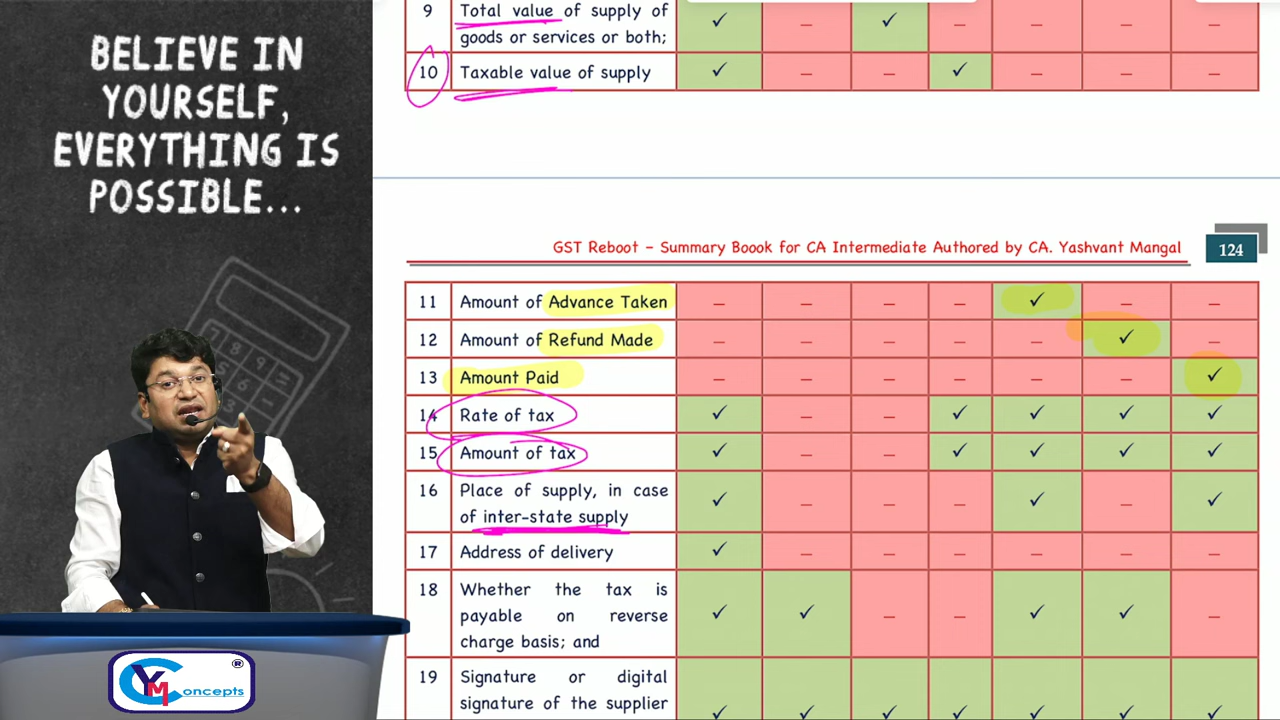 BELIEVE IN
YOURSELF,
EVERYTHING IS
POSSIBLE...
YM Concepts ®
9 Total value of supply of ✓ – ✓ – – – –
goods or services or both;
10 Taxable value of supply ✓ – – ✓ – – –
GST Reboot – Summary Boook for CA Intermediate Authored by CA. Yashvant Mangal 124
11 Amount of Advance Taken – – – – ✓ – –
12 Amount of Refund Made – – – – – ✓ –
13 Amount Paid – – – – – – ✓
14 Rate of tax ✓ – – ✓ ✓ ✓ ✓
15 Amount of tax ✓ – – ✓ ✓ ✓ ✓
16 Place of supply, in case ✓ – – – ✓ – ✓
of inter-state supply
17 Address of delivery ✓ – – – – – –
18 Whether the tax is ✓ ✓ – – ✓ ✓ –
payable on reverse
charge basis; and
19 Signature or digital ✓ ✓ ✓ ✓ ✓ ✓ ✓
signature of the supplier